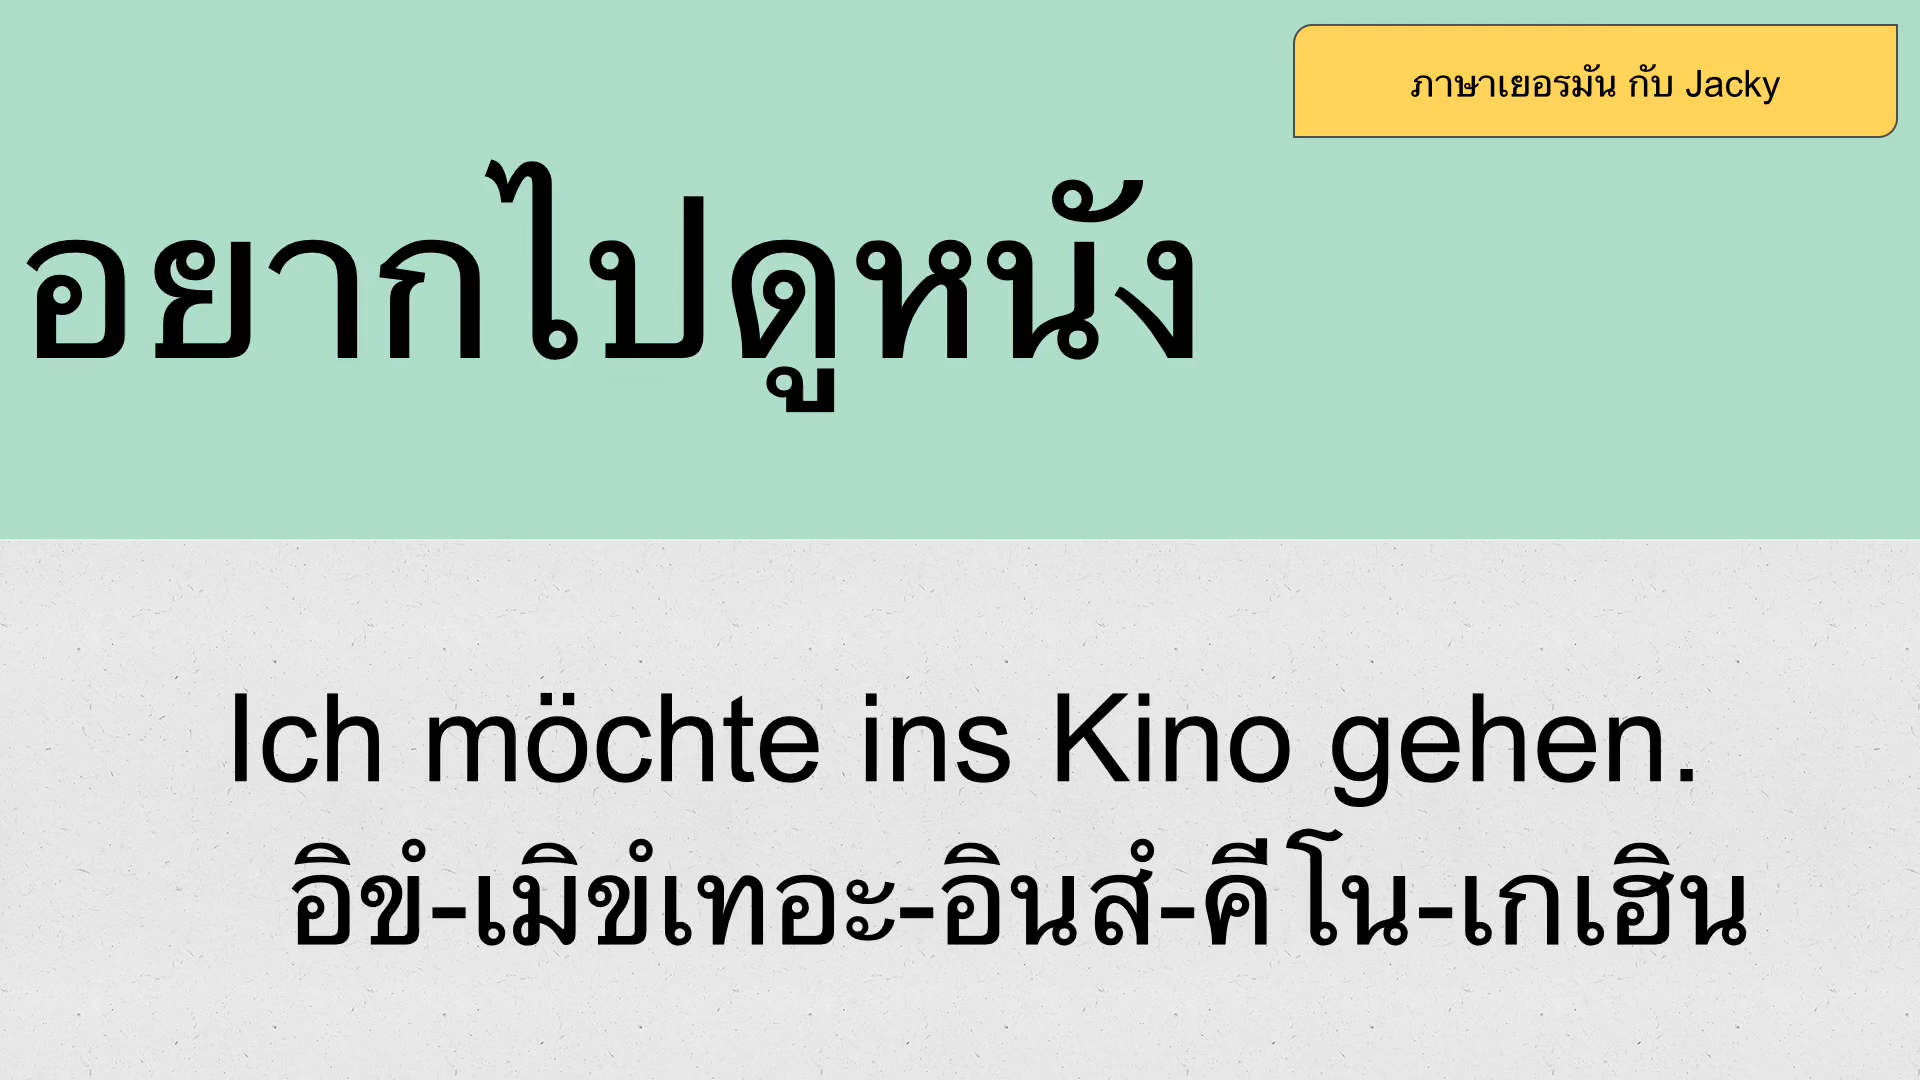 ภาษาเยอรมัน กับ Jacky
อยากไปดูหนัง
Ich möchte ins Kino gehen.
อิขํ-เมิขํเทอะ-อินสํ-คีโน-เกเฮิน